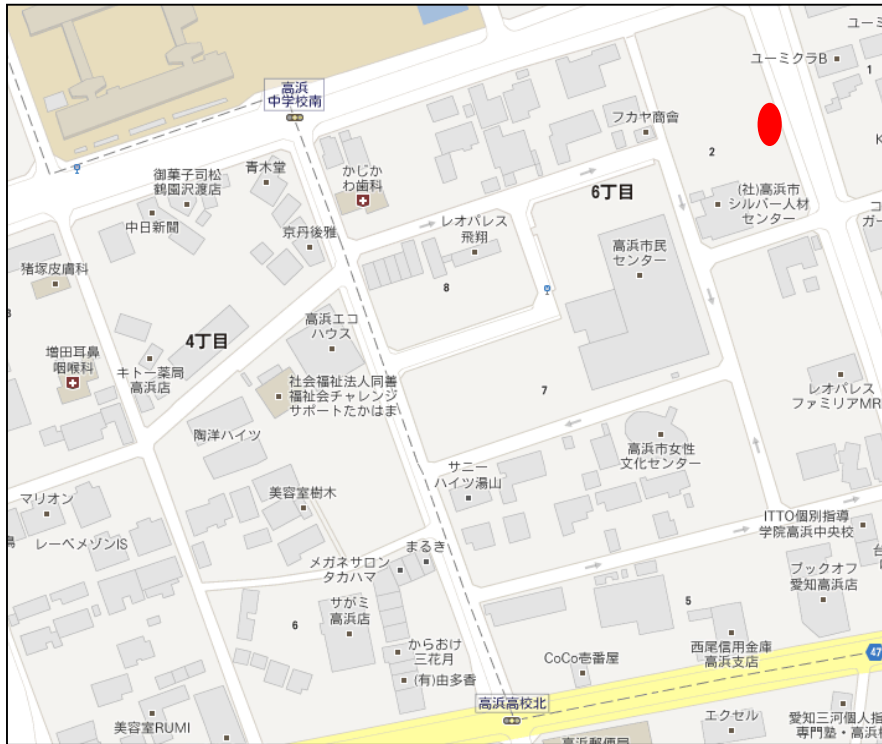 ユーミ
ユーミクラB
1
高浜
中学校南
フカヤ商會
2
K
御菓子司松
鶴園沢渡店
青木堂
かじか
わ歯科
6丁目
(社)高浜市
シルバー人材
センター
コ
ガー
中日新聞
京丹後雅
レオパレス
飛翔
高浜市民
センター
猪塚皮膚科
8
高浜エコ
ハウス
4丁目
増田耳鼻
咽喉科
キトー薬局
高浜店
社会福祉法人同善
福祉会チャレンジ
サポートたかはま
7
レオパレス
ファミリアMR
陶洋ハイツ
高浜市女性
文化センター
サニー
ハイツ湯山
マリオン
美容室樹木
レーベメゾンIS
ITTO個別指導
学院高浜中央校
まるき
メガネサロン
タカハマ
台
ブックオフ
愛知高浜店
サガミ
高浜店
6
5
からおけ
三花月
西尾信用金庫
高浜支店
CoCo壱番屋
47
(有)由多香
高浜高校北
美容室RUMI
エクセル
愛知三河個人指
専門塾・高浜
高浜郵便局